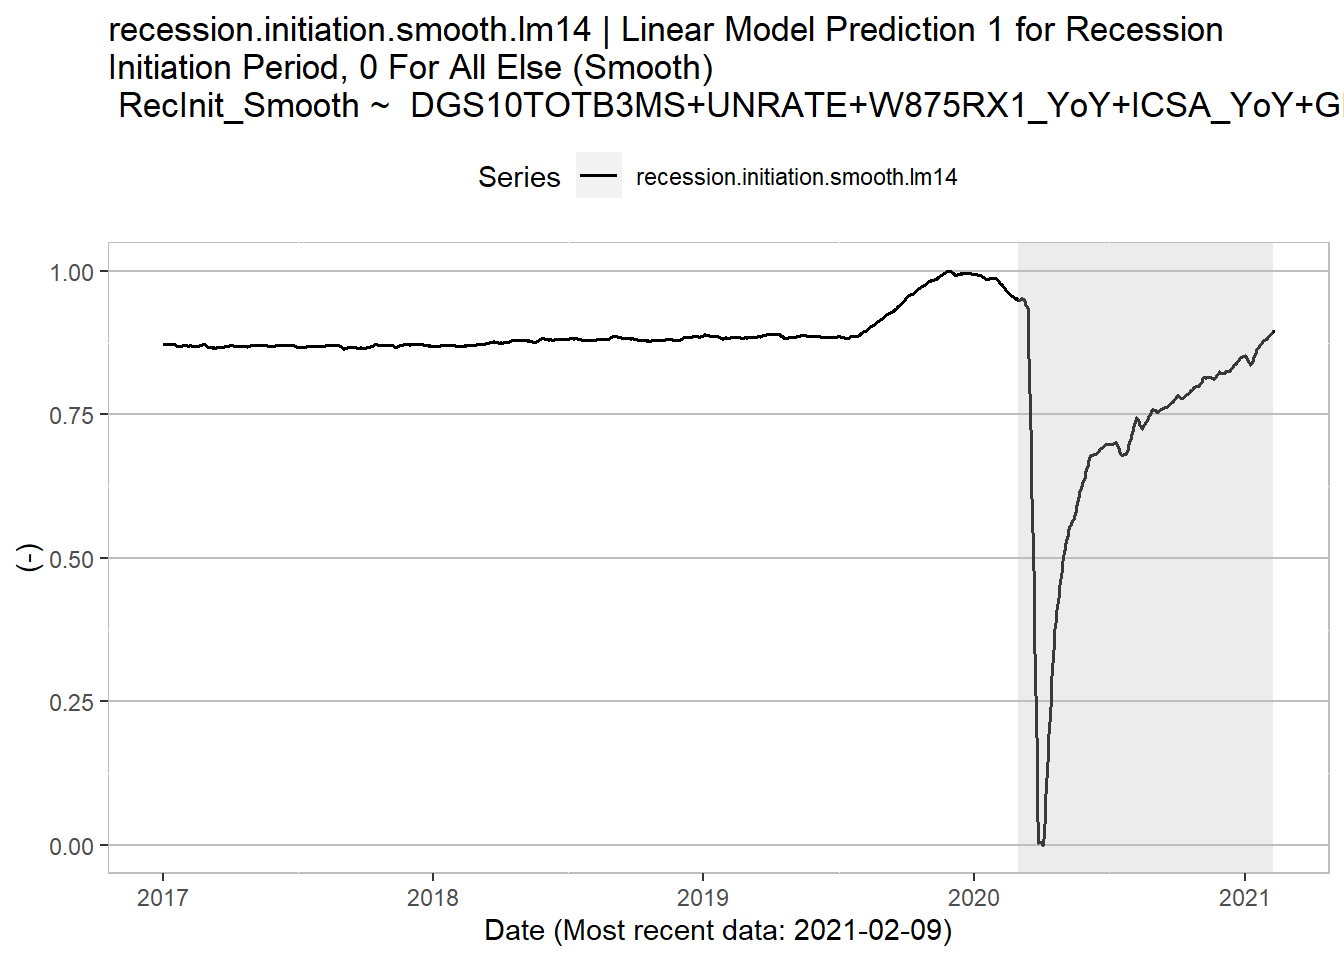 recession.initiation.smooth.lm14 | Linear Model Prediction 1 for Recession
Initiation Period, 0 For All Else (Smooth)
RecInit_Smooth ~ DGS10TOTB3MS+UNRATE+W875RX1_YoY+ICSA_YoY+G
Series recession.initiation.smooth.lm14
1.00
0.75
0.50
0.25
0.00
(-)
2017 2018 2019 2020 2021
Date (Most recent data: 2021-02-09)